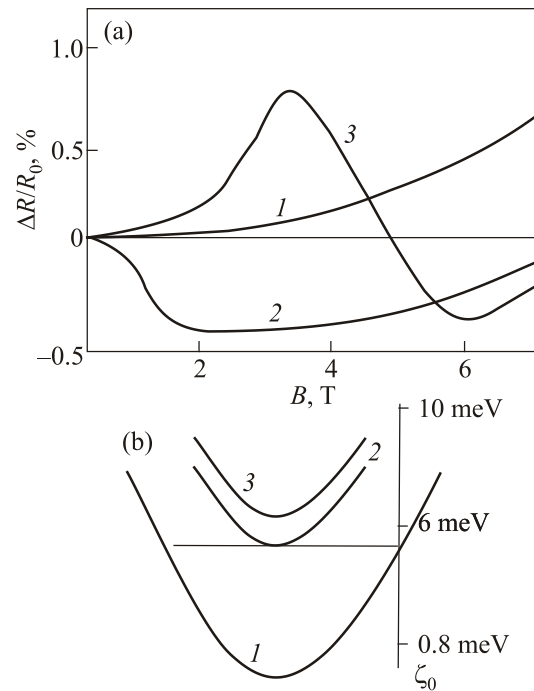 (a)
1.0
0.5
0
–0.5
ΔR/R₀, %
3
1
2
2
4
6
B, T
(b)
10 meV
3
2
6 meV
1
0.8 meV
ζ₀